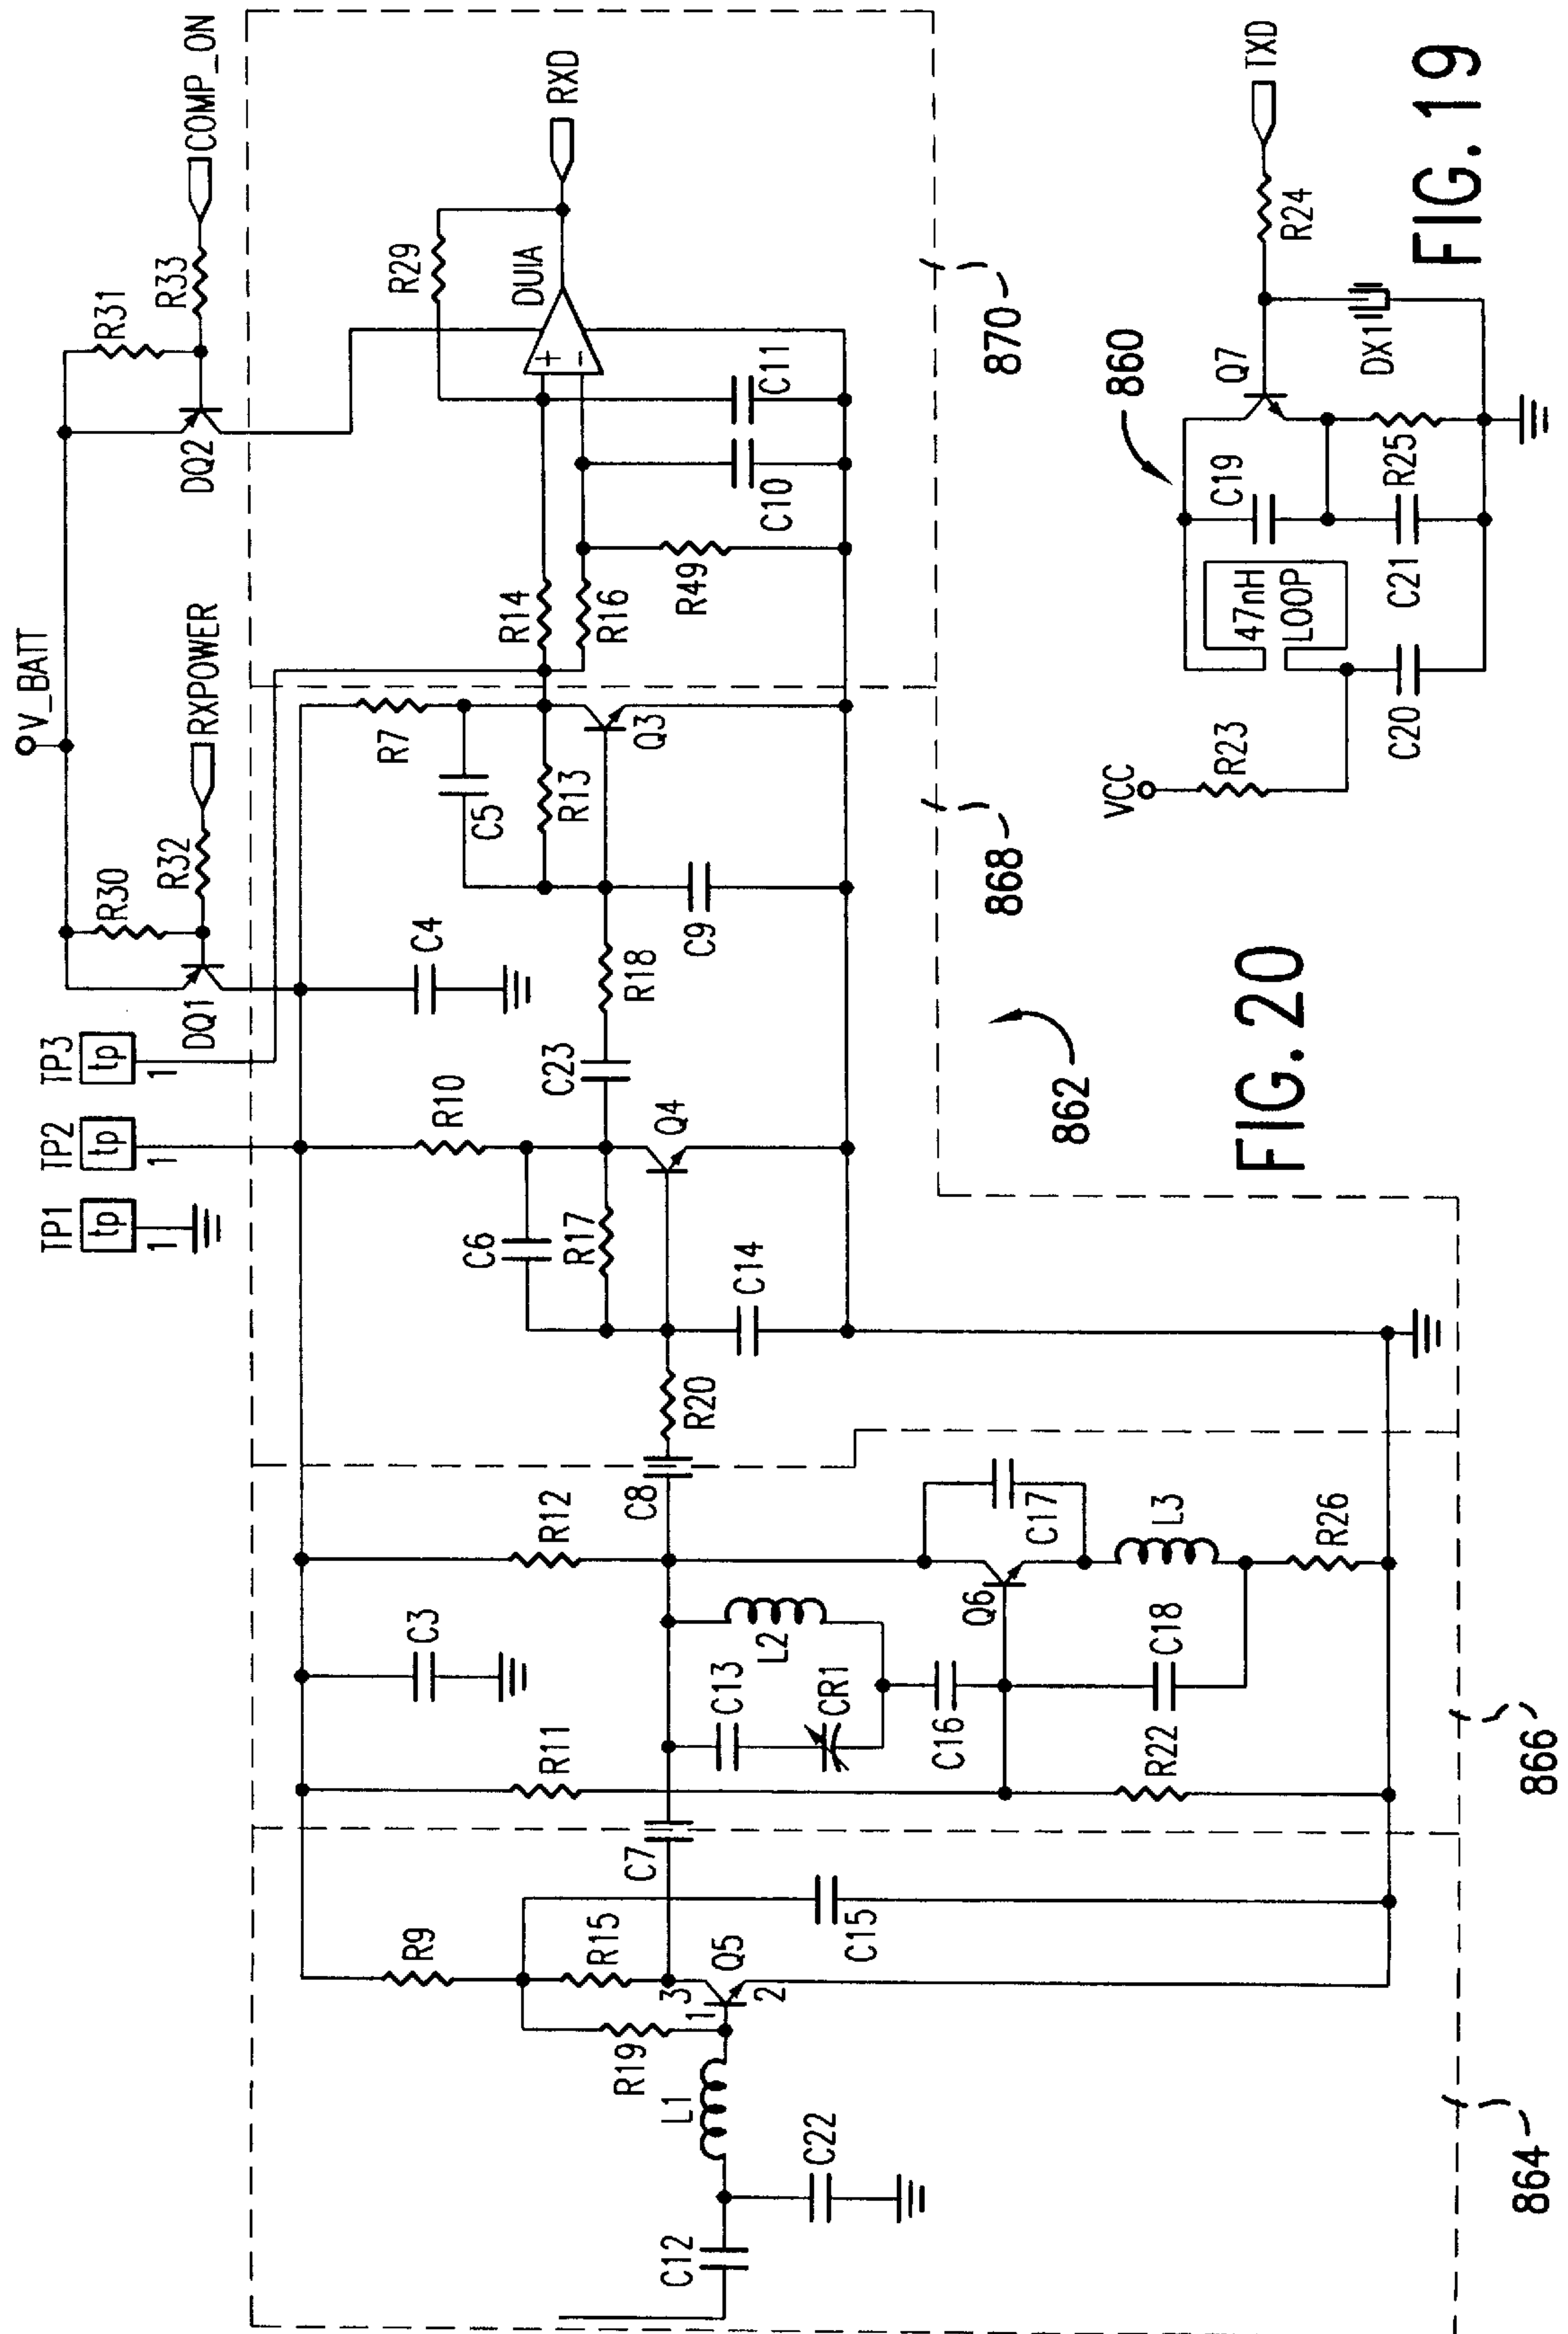 V_BATT
TP1
tp
1
TP2
tp
1
TP3
tp
1
R30
R32
RXPOWER
DQ1
R31
R33
COMP_ON
DQ2
C12
C22
L1
R19
R9
R15
3
1
2
Q5
C15
C7
R11
C3
R12
C13
CR1
L2
C16
R22
C18
Q6
C17
L3
R26
C8
R20
C14
C6
R17
R10
Q4
C23
R18
C4
C9
C5
R13
R7
Q3
R14
R16
R49
C10
C11
R29
DUIA
+
-
RXD
864
866
868
870
862
FIG. 20
860
VCC
R23
C20
47nH
LOOP
C19
C21
R25
Q7
DX1
R24
TXD
FIG. 19